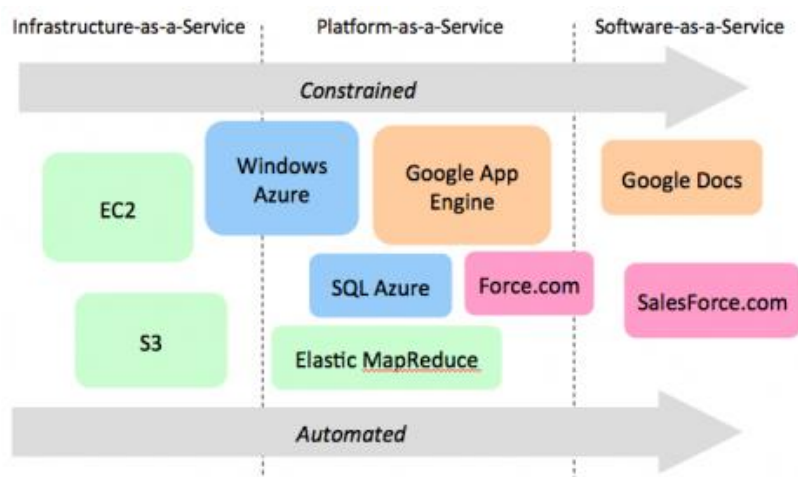 Infrastructure-as-a-Service
Platform-as-a-Service
Software-as-a-Service
Constrained
EC2
Windows
Azure
Google App
Engine
Google Docs
SQL Azure
Force.com
SalesForce.com
S3
Elastic MapReduce
Automated